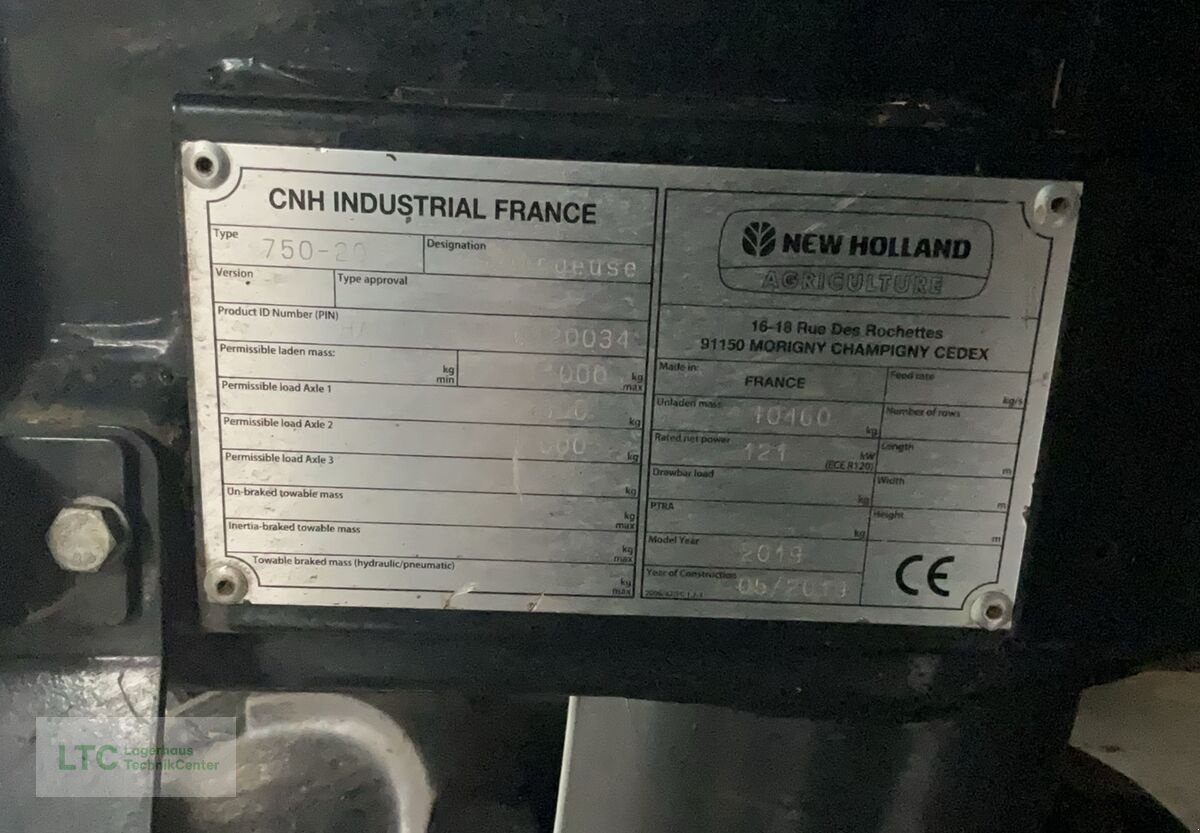 CNH INDUSTRIAL FRANCE
Type
Designation
Version
Type approval
Product ID Number (PIN)
Permissible laden mass:
kg
min
kg
max
Permissible load Axle 1
kg
Permissible load Axle 2
kg
Permissible load Axle 3
kg
Un-braked towable mass
kg
max
Inertia-braked towable mass
kg
max
Towable braked mass (hydraulic/pneumatic)
kg
max
NEW HOLLAND
AGRICULTURE
16-18 Rue Des Rochettes
91150 MORIGNY CHAMPIGNY CEDEX
Made in:
FRANCE
Feed rate
kg/s
Unladen mass
10460
kg
Number of rows
Rated net power
121
kW
(ECE R120)
Length
m
Drawbar load
kg
Width
m
PTRA
kg
Height
m
Model Year
2019
Year of Construction
05/2019
CE
LTC Lagerhaus
TechnikCenter